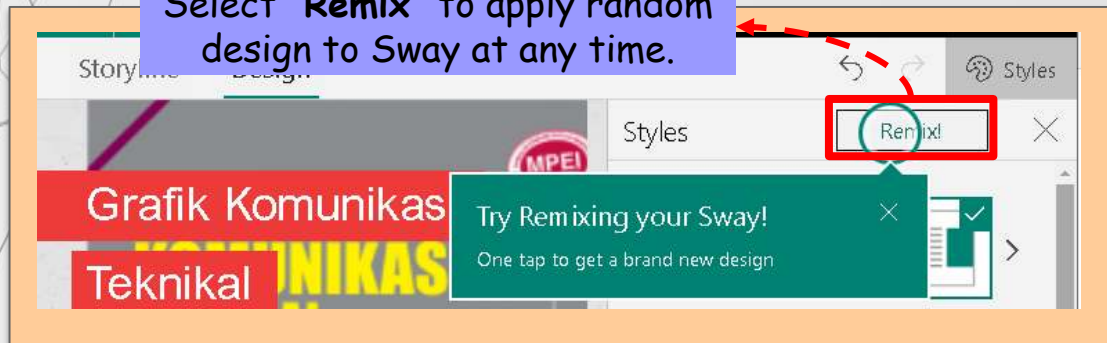 Select "Remix" to apply random
design to Sway at any time.
Design
Styles
Styles
Remix!
MPEI
Grafik Komunikas
Teknikal
Try Remixing your Sway!
One tap to get a brand new design